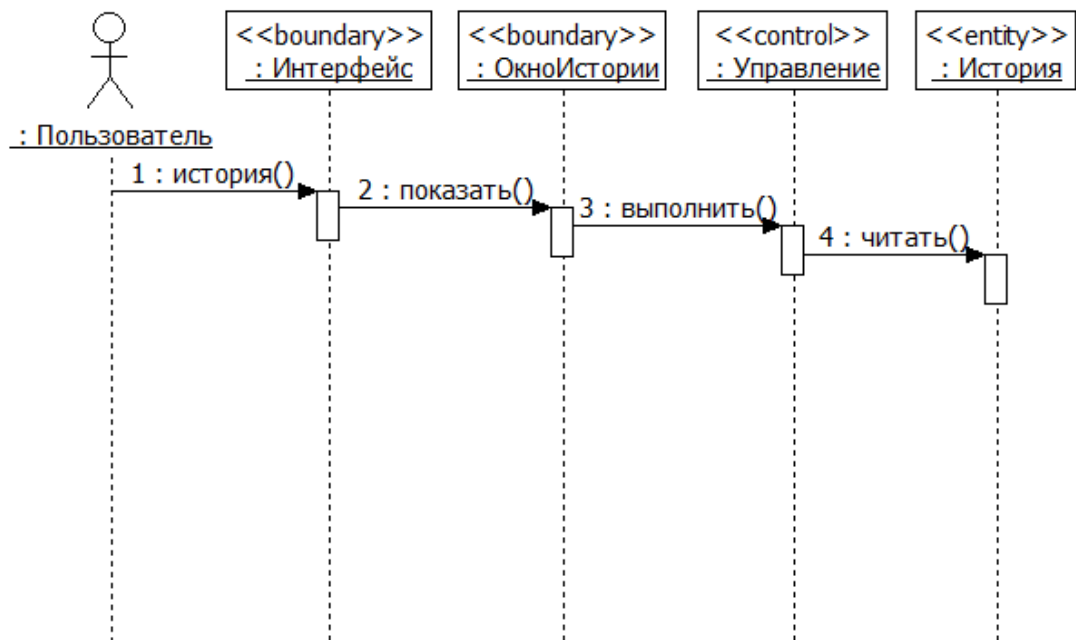 <<boundary>>
: Интерфейс
<<boundary>>
: ОкноИстории
<<control>>
: Управление
<<entity>>
: История
: Пользователь
1 : история()
2 : показать()
3 : выполнить()
4 : читать()